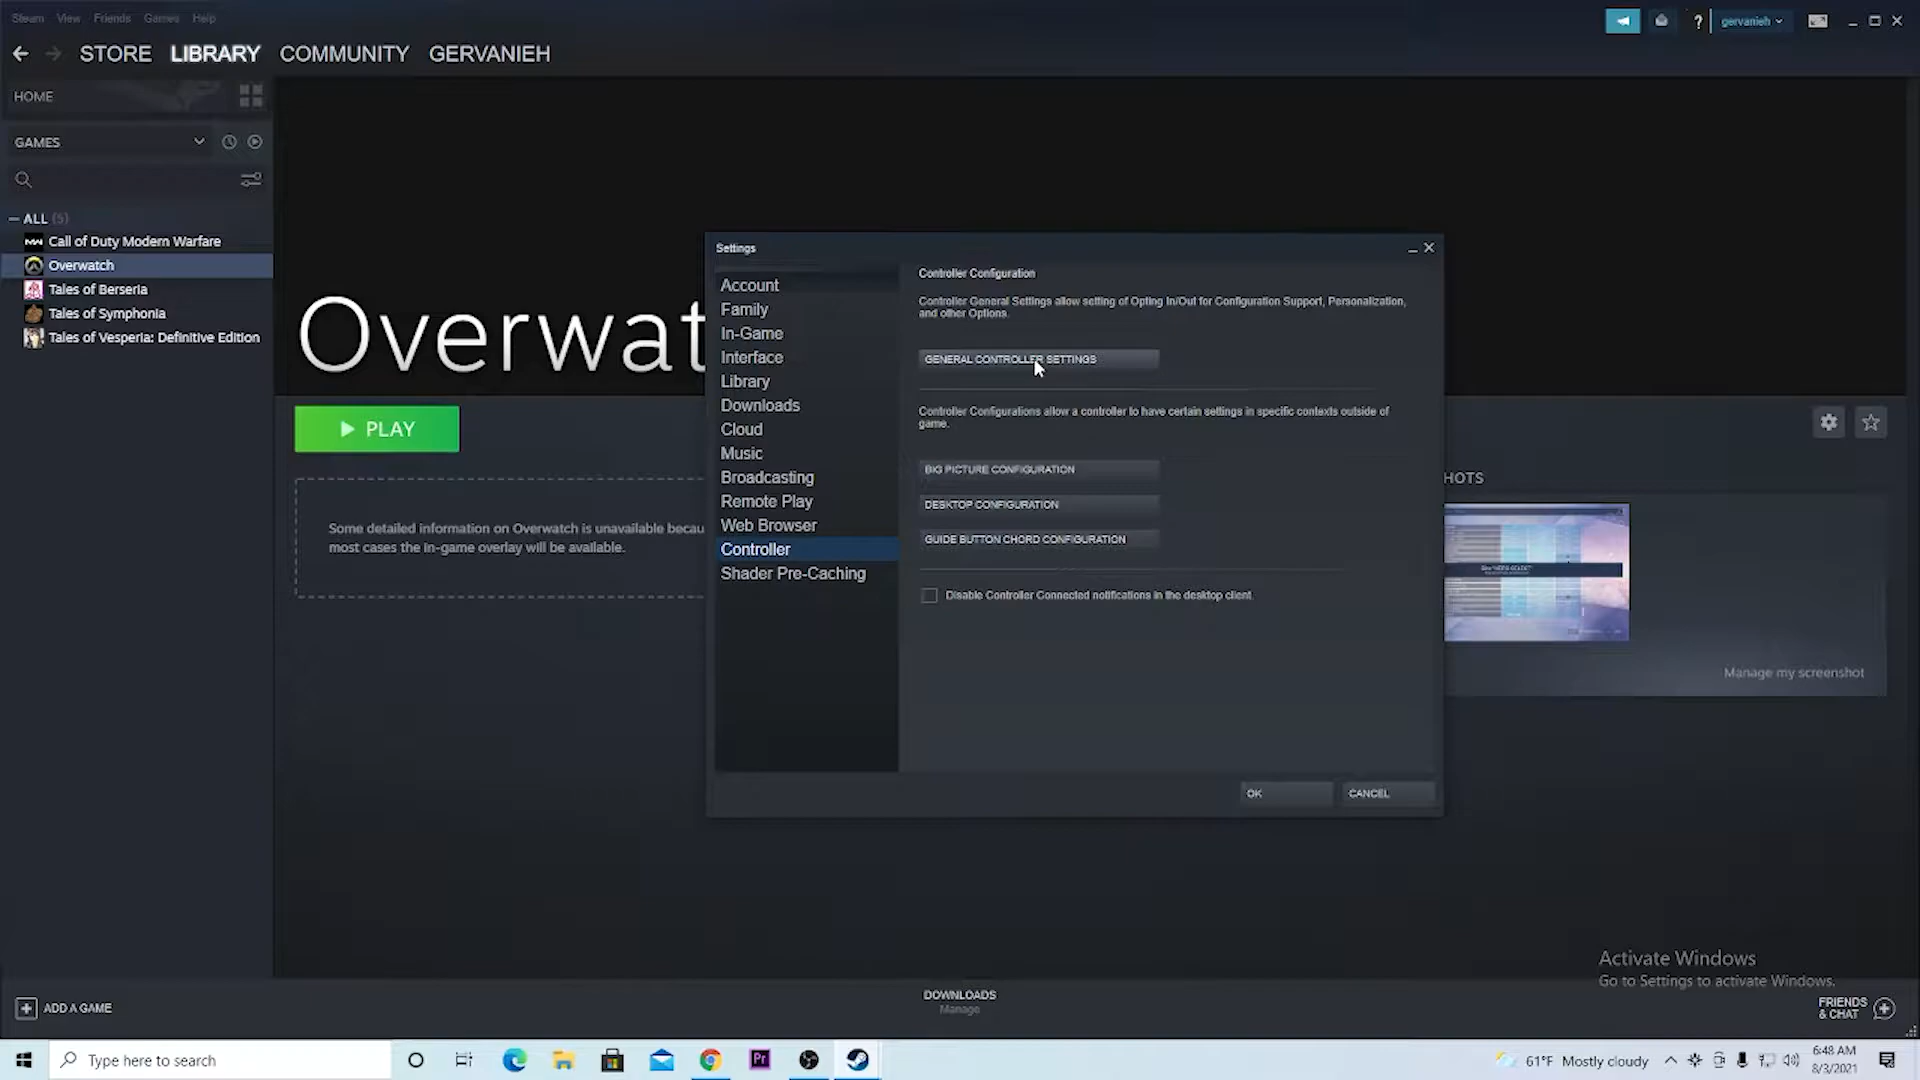 Steam View Friends Games Help
gervanieh
STORE LIBRARY COMMUNITY GERVANIEH
HOME
GAMES
ALL (5)
Call of Duty Modern Warfare
Overwatch
Tales of Berseria
Tales of Symphonia
Tales of Vesperia: Definitive Edition
Overwat
PLAY
Some detailed information on Overwatch is unavailable becau
most cases the in-game overlay will be available.
Settings
Account
Family
In-Game
Interface
Library
Downloads
Cloud
Music
Broadcasting
Remote Play
Web Browser
Controller
Shader Pre-Caching
Controller Configuration
Controller General Settings allow setting of Opting In/Out for Configuration Support, Personalization,
and other Options.
GENERAL CONTROLLER SETTINGS
Controller Configurations allow a controller to have certain settings in specific contexts outside of
game.
BIG PICTURE CONFIGURATION
DESKTOP CONFIGURATION
GUIDE BUTTON CHORD CONFIGURATION
Disable Controller Connected notifications in the desktop client.
OK CANCEL
HOTS
Manage my screenshot
Activate Windows
Go to Settings to activate Windows.
ADD A GAME
DOWNLOADS
Manage
FRIENDS
& CHAT
Type here to search
Pr
61°F Mostly cloudy
6:48 AM
8/3/2021